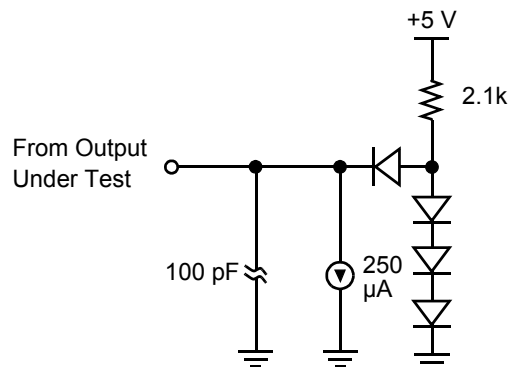 +5 V
2.1k
From Output
Under Test
100 pF
250
µA